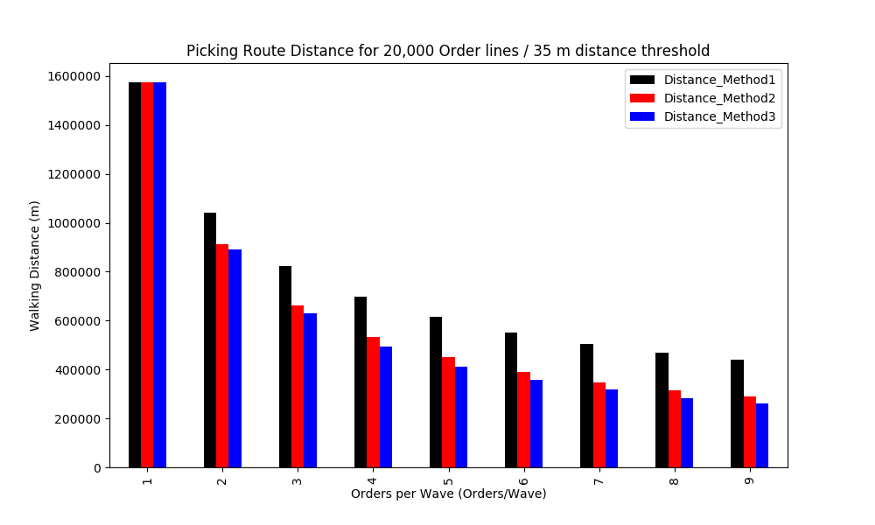 Picking Route Distance for 20,000 Order lines / 35 m distance threshold
Distance_Method1
Distance_Method2
Distance_Method3
Walking Distance (m)
1600000
1400000
1200000
1000000
800000
600000
400000
200000
0
1 2 3 4 5 6 7 8 9
Orders per Wave (Orders/Wave)